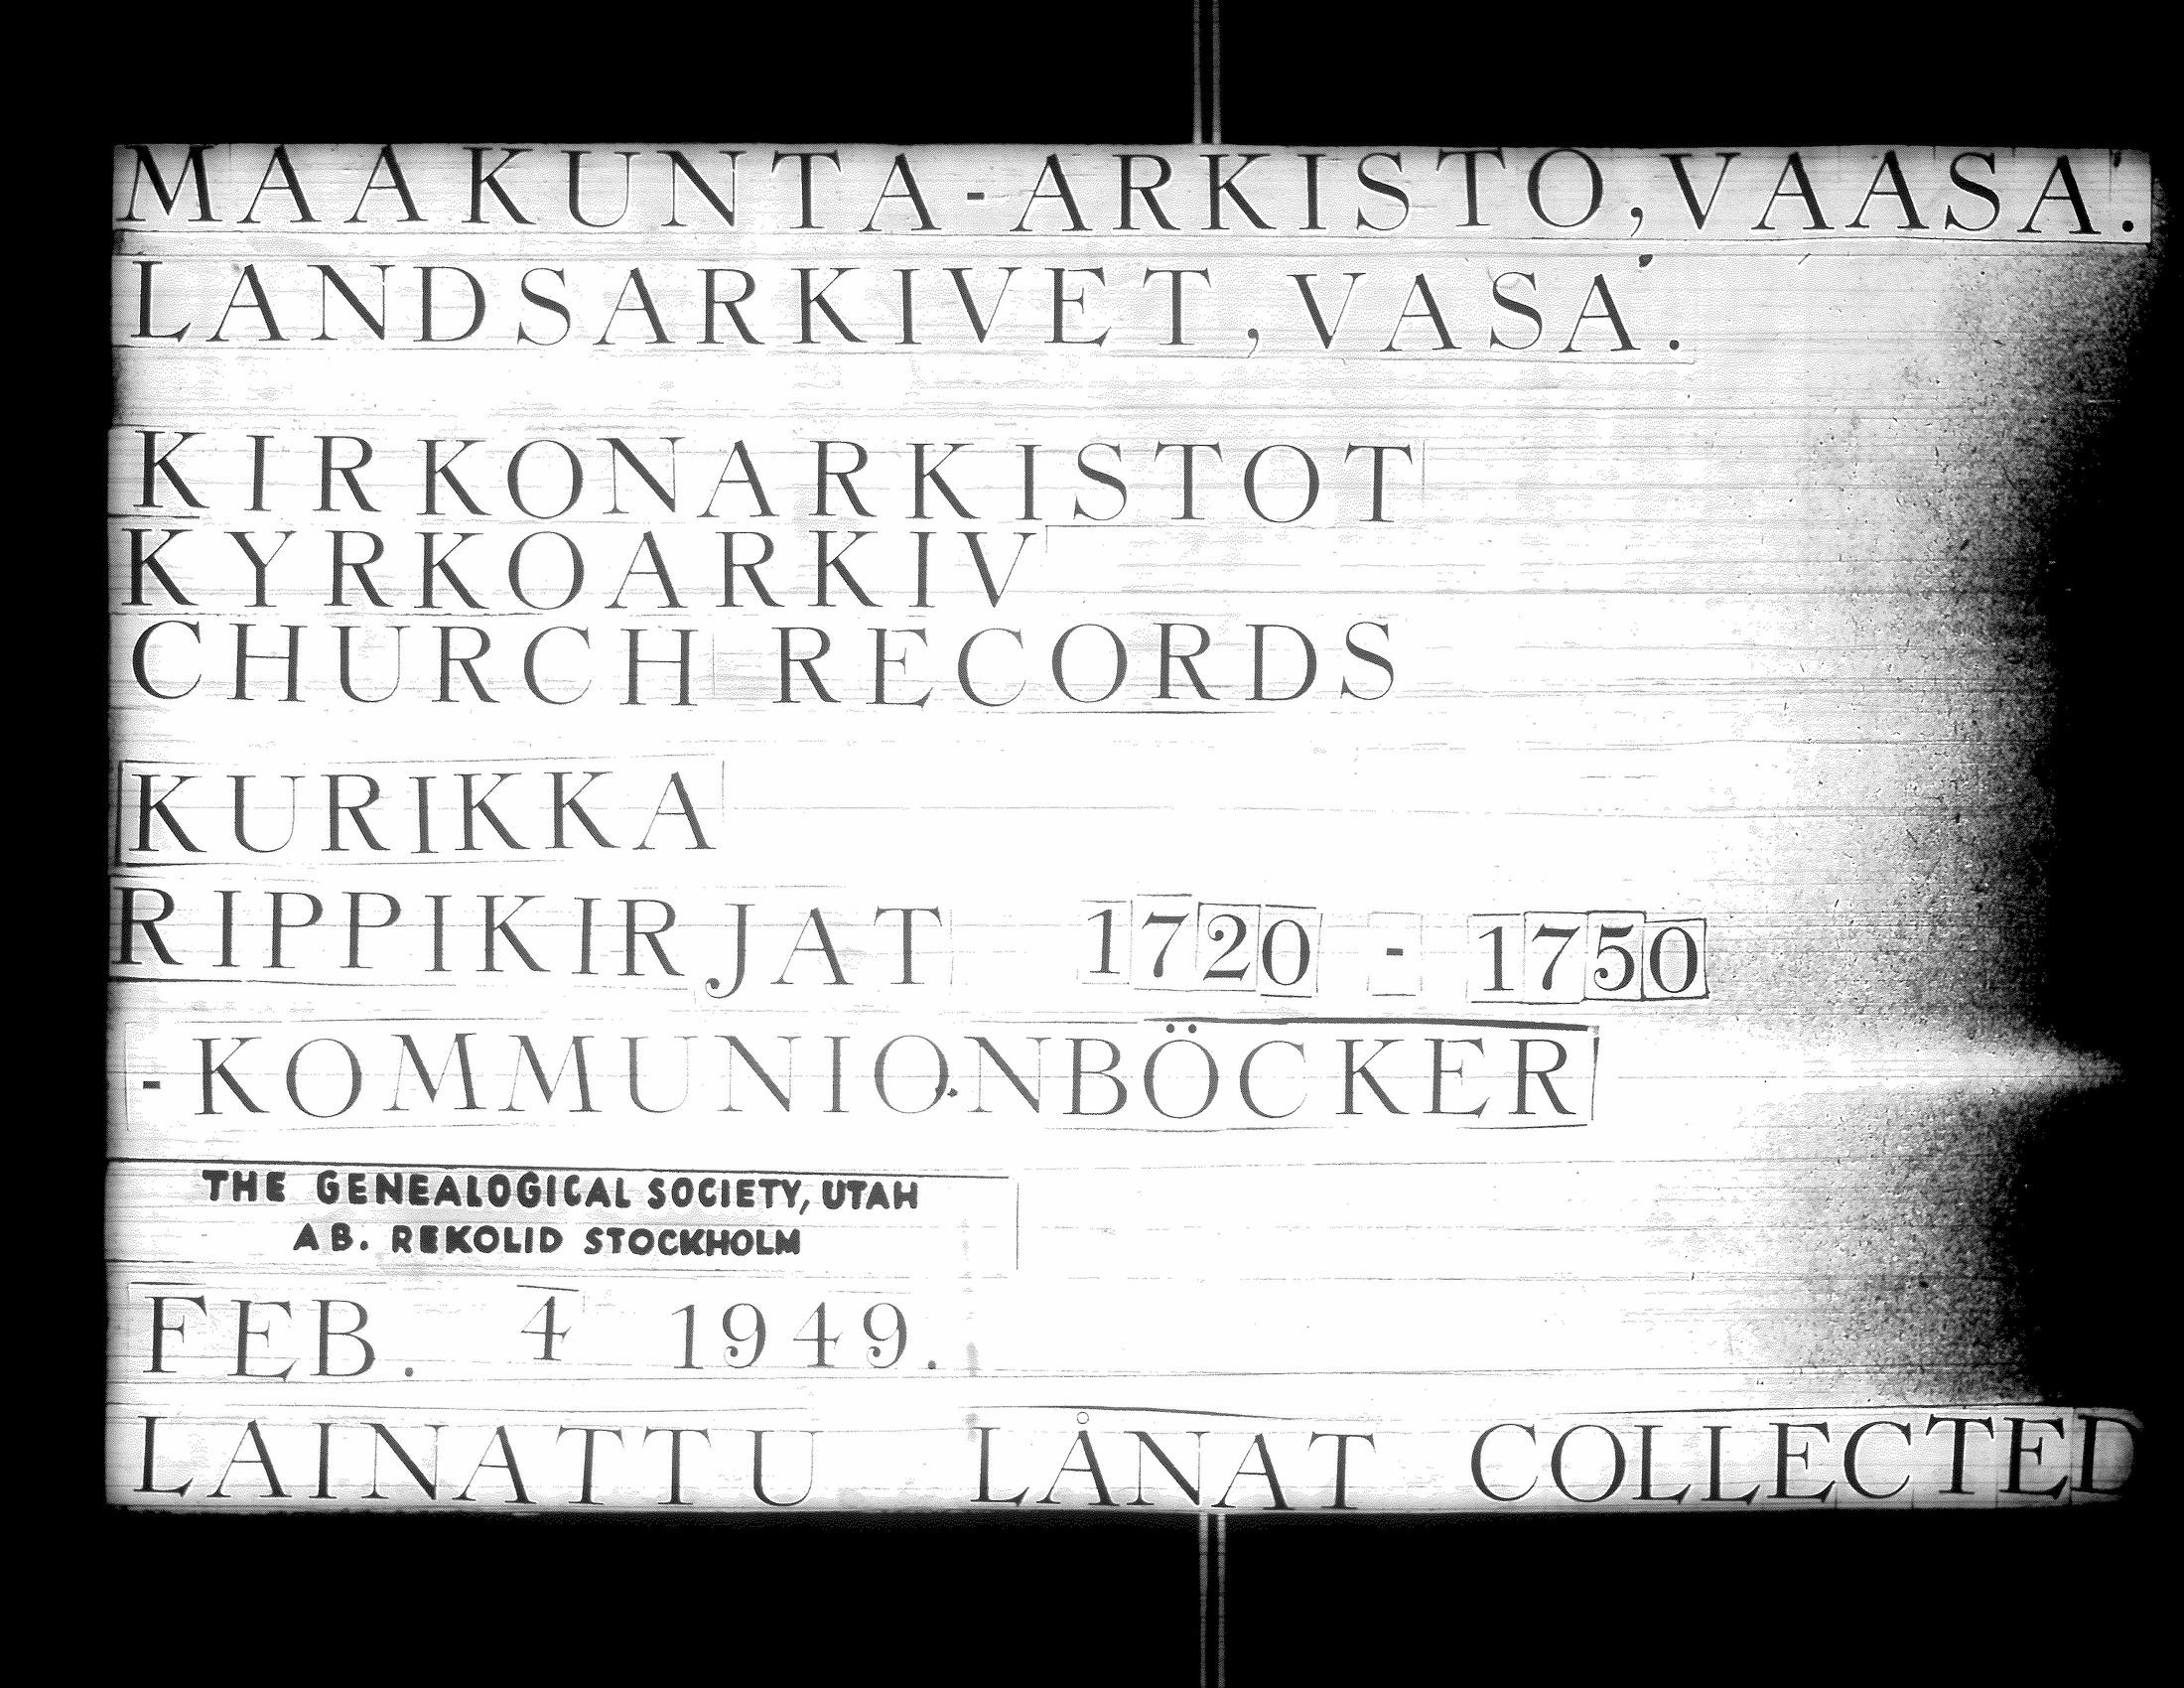 MAAKUNTA-ARKISTO, VAASA.
LANDSARKIVET, VASA.
KIRKONARKISTOT
KYRKOARKIV
CHURCH RECORDS
KURIKKA
RIPPIKIRJAT 1720 - 1750
-KOMMUNIONBÖCKER
THE GENEALOGICAL SOCIETY, UTAH
AB. REKOLID STOCKHOLM
FEB. 4 1949.
LAINATTU LÅNAT COLLECTED